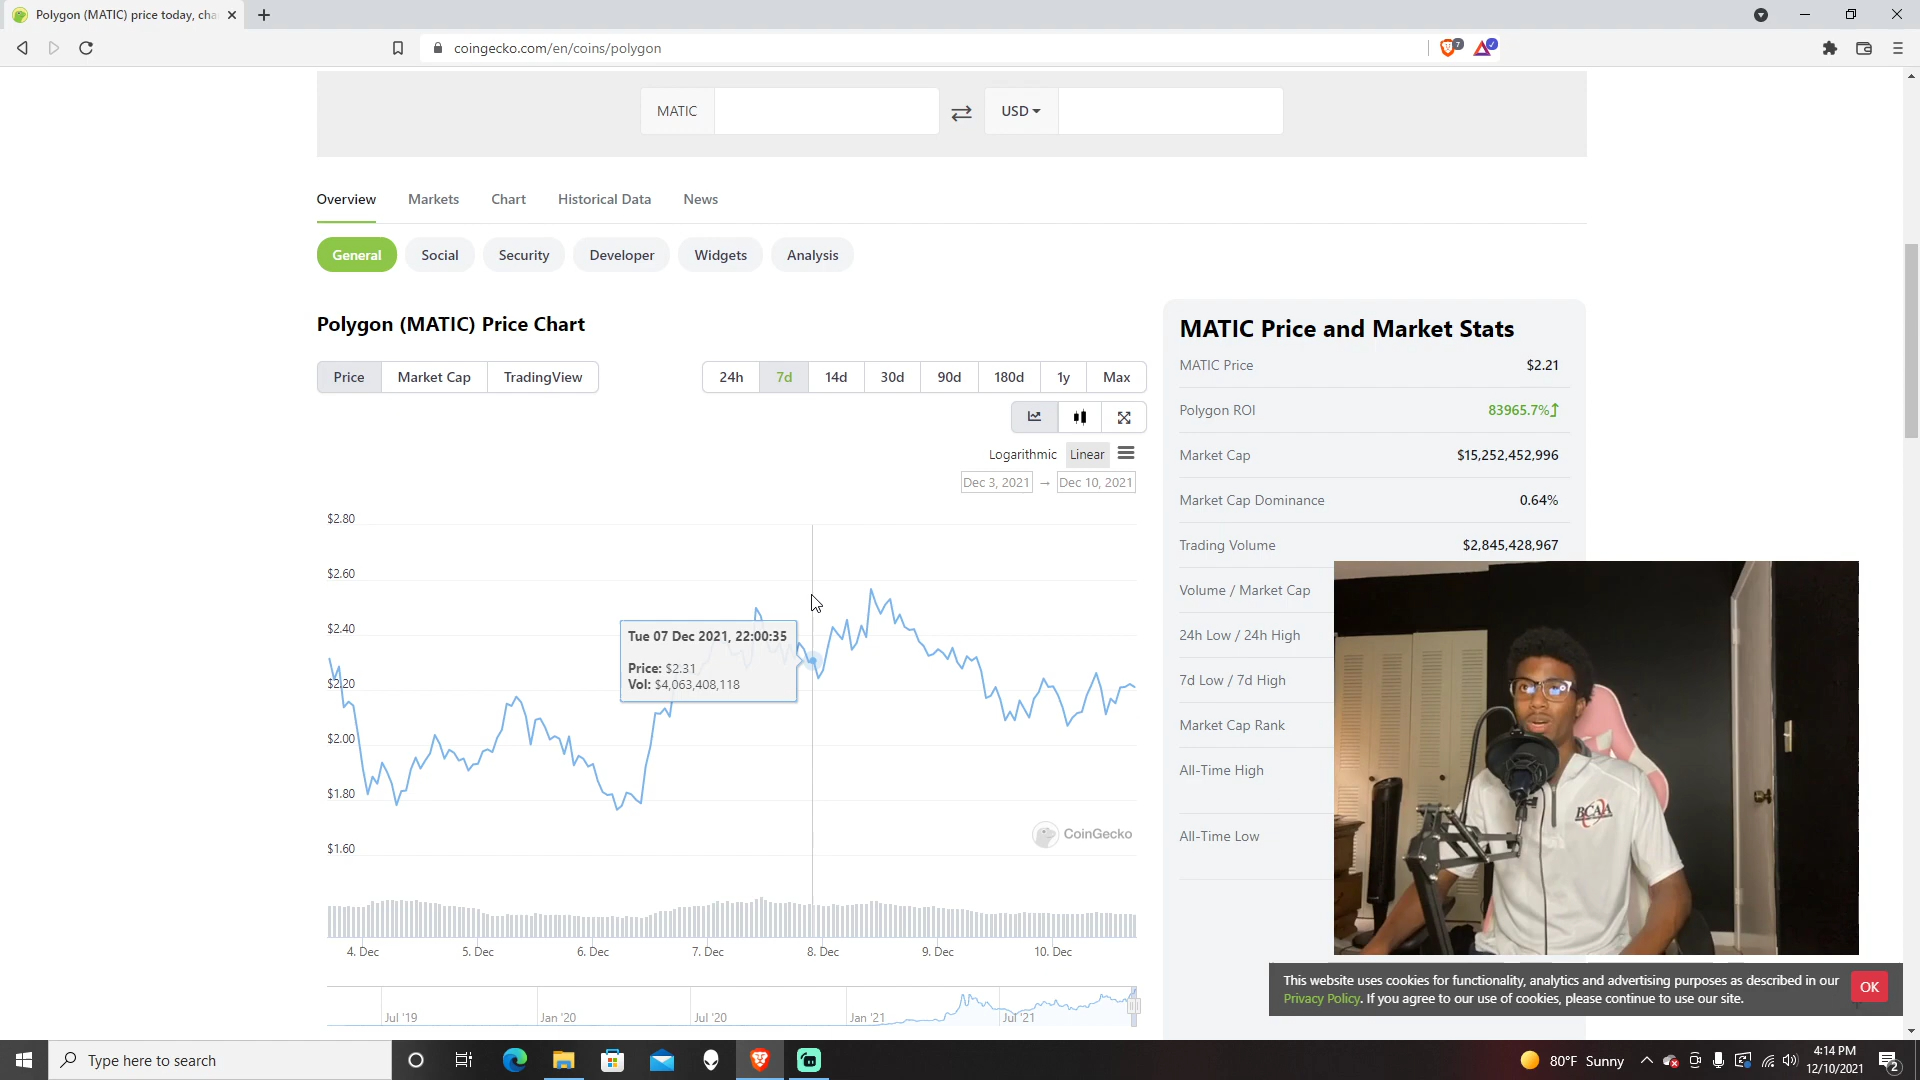 Polygon (MATIC) price today, cha
coingecko.com/en/coins/polygon
7
MATIC
USD
Overview Markets Chart Historical Data News
General Social Security Developer Widgets Analysis
Polygon (MATIC) Price Chart
Price Market Cap TradingView
24h 7d 14d 30d 90d 180d 1y Max
Logarithmic Linear
Dec 3, 2021 → Dec 10, 2021
$2.80
$2.60
$2.40
$2.20
$2.00
$1.80
$1.60
Tue 07 Dec 2021, 22:00:35
Price: $2.31
Vol: $4,063,408,118
CoinGecko
4. Dec 5. Dec 6. Dec 7. Dec 8. Dec 9. Dec 10. Dec
Jul '19 Jan '20 Jul '20 Jan '21 Jul '21
MATIC Price and Market Stats
MATIC Price $2.21
Polygon ROI 83965.7%
Market Cap $15,252,452,996
Market Cap Dominance 0.64%
Trading Volume $2,845,428,967
Volume / Market Cap
24h Low / 24h High
7d Low / 7d High
Market Cap Rank
All-Time High
All-Time Low
BCAA
This website uses cookies for functionality, analytics and advertising purposes as described in our
Privacy Policy. If you agree to our use of cookies, please continue to use our site.
OK
Type here to search
80°F Sunny
4:14 PM
12/10/2021
2